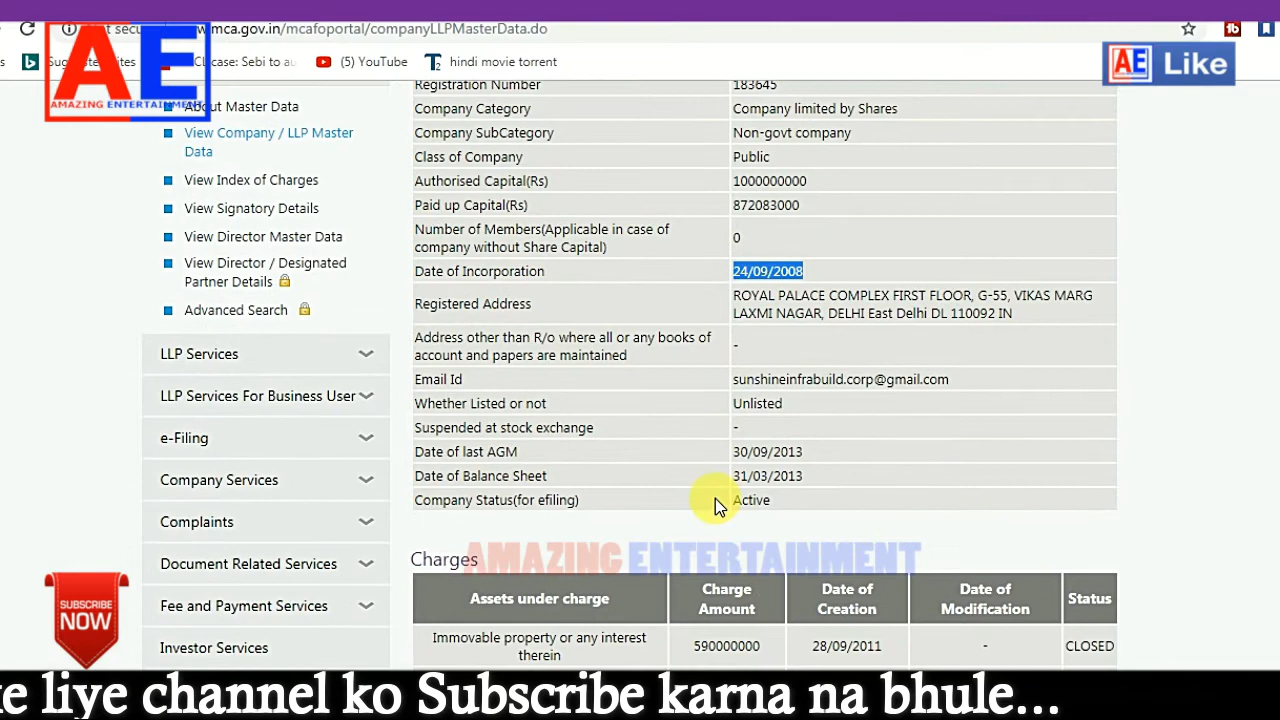 mca.gov.in/mcafoportal/companyLLPMasterData.do
case: Sebi to au
(5) YouTube
hindi movie torrent
AE
AMAZING ENTERTAINMENT
AE Like
About Master Data
View Company / LLP Master
Data
View Index of Charges
View Signatory Details
View Director Master Data
View Director / Designated
Partner Details
Advanced Search
LLP Services
LLP Services For Business User
e-Filing
Company Services
Complaints
Document Related Services
Fee and Payment Services
Investor Services
Registration Number 183645
Company Category Company limited by Shares
Company SubCategory Non-govt company
Class of Company Public
Authorised Capital(Rs) 1000000000
Paid up Capital(Rs) 872083000
Number of Members(Applicable in case of
company without Share Capital) 0
Date of Incorporation 24/09/2008
Registered Address ROYAL PALACE COMPLEX FIRST FLOOR, G-55, VIKAS MARG
LAXMI NAGAR, DELHI East Delhi DL 110092 IN
Address other than R/o where all or any books of
account and papers are maintained -
Email Id sunshineinfrabuild.corp@gmail.com
Whether Listed or not Unlisted
Suspended at stock exchange -
Date of last AGM 30/09/2013
Date of Balance Sheet 31/03/2013
Company Status(for efiling) Active
AMAZING ENTERTAINMENT
Charges
Assets under charge Charge Amount Date of Creation Date of Modification Status
Immovable property or any interest
therein 590000000 28/09/2011 - CLOSED
SUBSCRIBE
NOW
liye channel ko Subscribe karna na bhule...